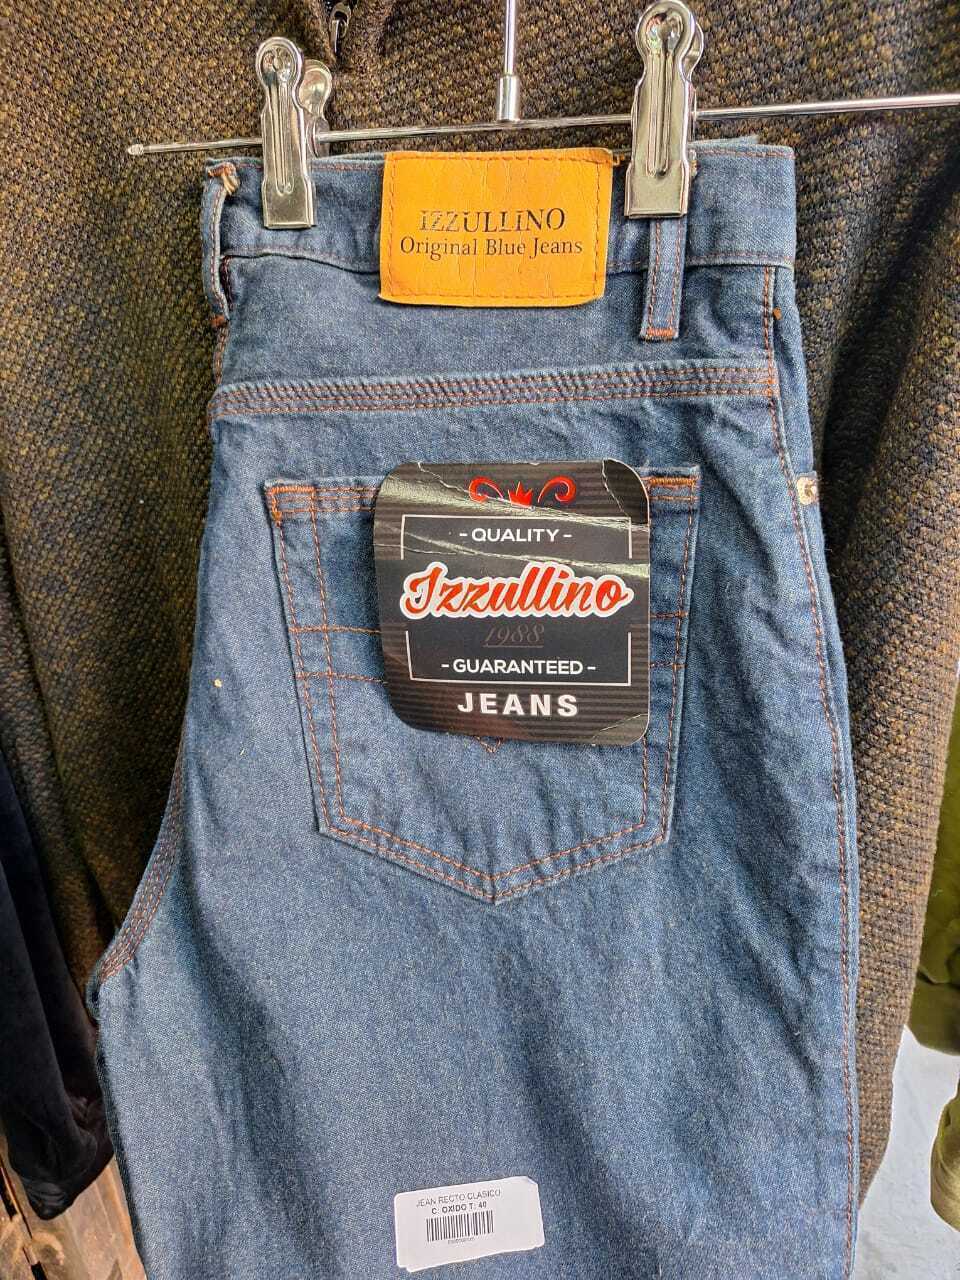 IZZULLINO
Original Blue Jeans
- QUALITY -
Izzullino
1988
- GUARANTEED -
JEANS
JEAN RECTO CLASICO
C: OXIDO T: 40